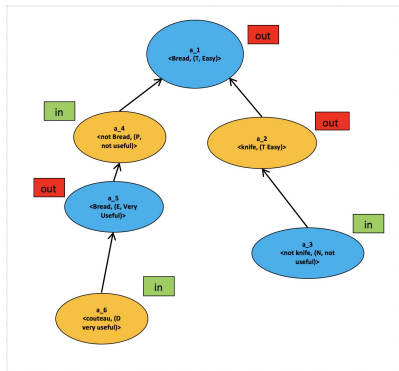 out
a_1
<Bread, (T, Easy)>
in
a_4
<not Bread, (P,
not useful)>
out
a_2
<knife, (T Easy)>
out
a_5
<Bread, (E, Very
Useful)>
in
a_3
<not knife, (N, not
useful)>
in
a_6
<couteau, (D
very useful)>